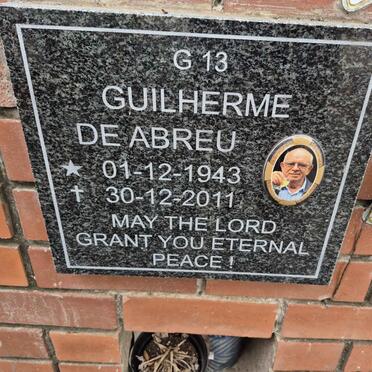 G 13
GUILHERME
DE ABREU
★ 01-12-1943
✝ 30-12-2011
MAY THE LORD
GRANT YOU ETERNAL
PEACE !